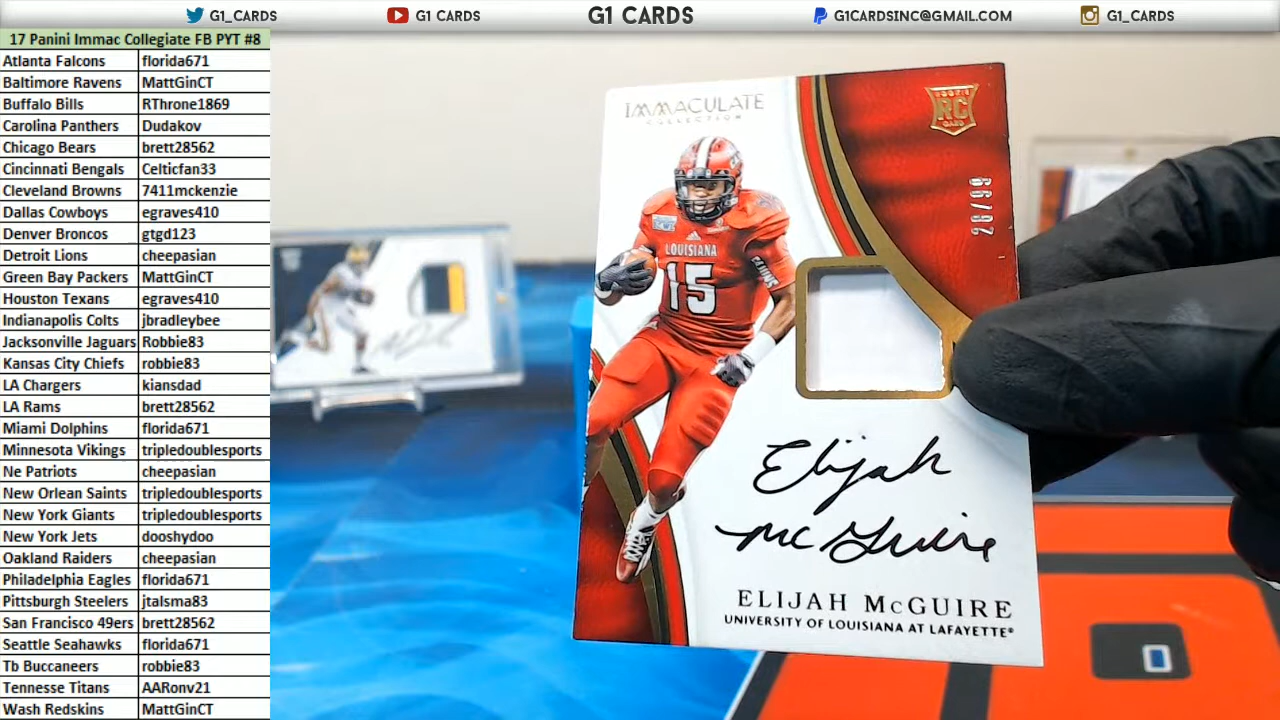 G1_CARDS
G1 CARDS
G1 CARDS
G1CARDSINC@GMAIL.COM
G1_CARDS
17 Panini Immac Collegiate FB PYT #8
Atlanta Falcons florida671
Baltimore Ravens MattGinCT
Buffalo Bills RThrone1869
Carolina Panthers Dudakov
Chicago Bears brett28562
Cincinnati Bengals Celticfan33
Cleveland Browns 7411mckenzie
Dallas Cowboys egraves410
Denver Broncos gtgd123
Detroit Lions cheepasian
Green Bay Packers MattGinCT
Houston Texans egraves410
Indianapolis Colts jbradleybee
Jacksonville Jaguars Robbie83
Kansas City Chiefs robbie83
LA Chargers kiansdad
LA Rams brett28562
Miami Dolphins florida671
Minnesota Vikings tripledoublesports
Ne Patriots cheepasian
New Orlean Saints tripledoublesports
New York Giants tripledoublesports
New York Jets dooshydoo
Oakland Raiders cheepasian
Philadelphia Eagles florida671
Pittsburgh Steelers jtalsma83
San Francisco 49ers brett28562
Seattle Seahawks florida671
Tb Buccaneers robbie83
Tennesse Titans AARonv21
Wash Redskins MattGinCT
IMMACULATE
COLLECTION
ROOKIE
RC
CARD
LOUISIANA
15
Elijah
McGuire
ELIJAH McGUIRE
UNIVERSITY OF LOUISIANA AT LAFAYETTE®